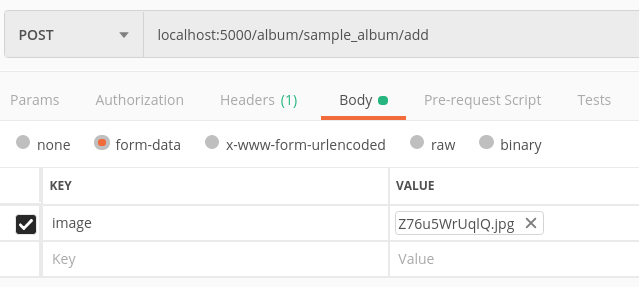 POST localhost:5000/album/sample_album/add
Params Authorization Headers (1) Body Pre-request Script Tests
none form-data x-www-form-urlencoded raw binary
KEY VALUE
image Z76u5WrUqlQ.jpg
Key Value